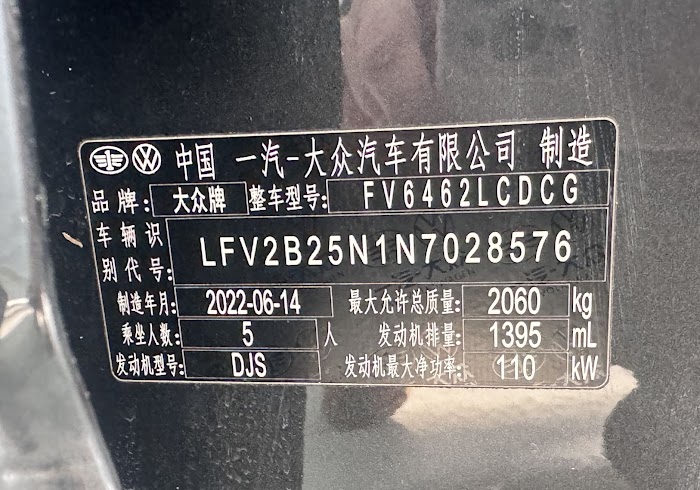 中国 一汽-大众汽车有限公司 制造
品牌: 大众牌 整车型号: FV6462LCDCG
车辆识别代号: LFV2B25N1N7028576
制造年月: 2022-06-14 最大允许总质量: 2060 kg
乘坐人数: 5 人 发动机排量: 1395 mL
发动机型号: DJS 发动机最大净功率: 110 kW